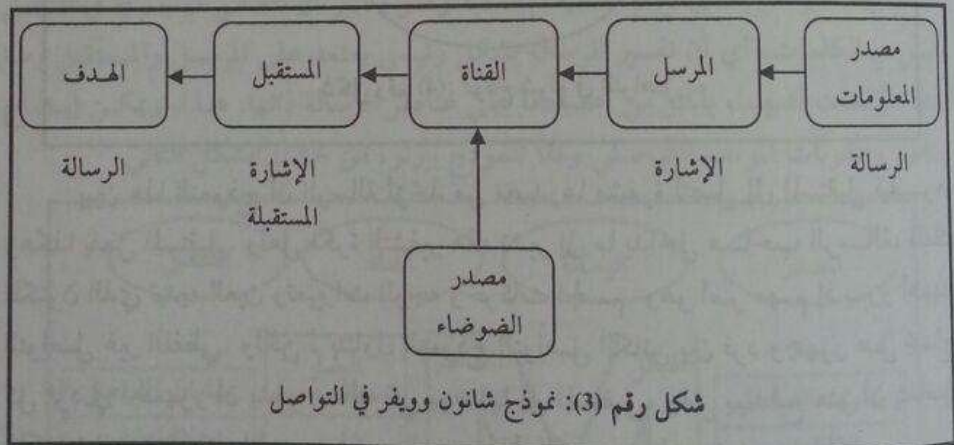 مصدر
المعلومات
المرسل
القناة
المستقبل
الهدف
الرسالة
الإشارة
الإشارة
المستقبلة
الرسالة
مصدر
الضوضاء
شكل رقم (3): نموذج شانون وويفر في التواصل